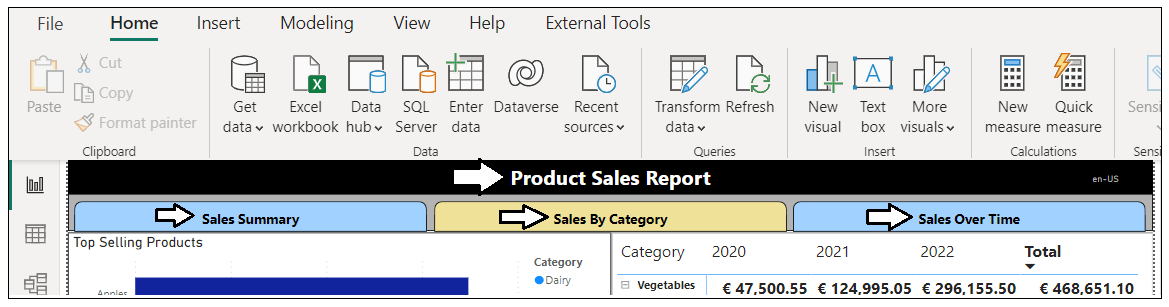 File Home Insert Modeling View Help External Tools
Paste
Cut
Copy
Format painter
Clipboard
Get data
Excel workbook
Data hub
SQL Server
Enter data
Dataverse
Recent sources
Data
Transform data
Refresh
Queries
New visual
Text box
More visuals
Insert
New measure
Quick measure
Calculations
Sensi
Sensi
Product Sales Report
en-US
Sales Summary
Sales By Category
Sales Over Time
Top Selling Products
Category
Dairy
Apples
Category 2020 2021 2022 Total
Vegetables € 47,500.55 € 124,995.05 € 296,155.50 € 468,651.10